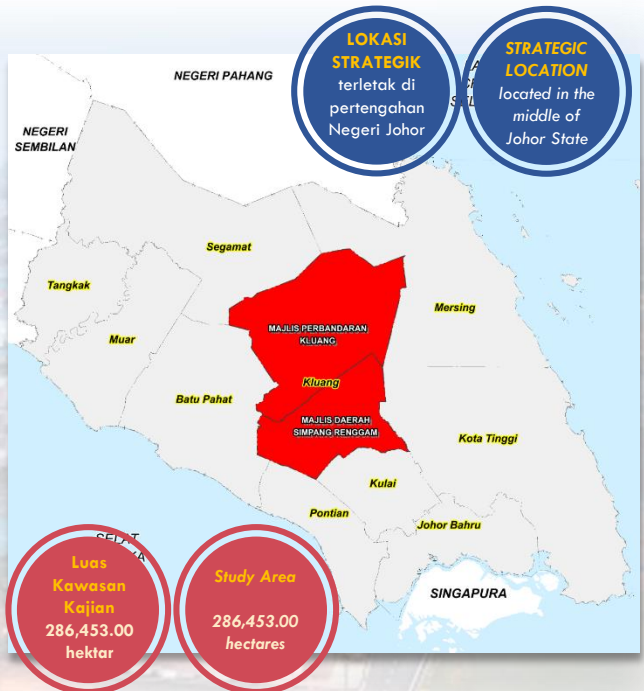 LOKASI
STRATEGIK
terletak di
pertengahan
Negeri Johor
STRATEGIC
LOCATION
located in the
middle of
Johor State
NEGERI PAHANG
NEGERI
SEMBILAN
Segamat
Tangkak
Mersing
MAJLIS PERBANDARAN
KLUANG
Muar
Kluang
Batu Pahat
MAJLIS DAERAH
SIMPANG RENGGAM
Kota Tinggi
Kulai
Pontian
Johor Bahru
SELAT
SINGAPURA
Luas
Kawasan
Kajian
286,453.00
hektar
Study Area
286,453.00
hectares